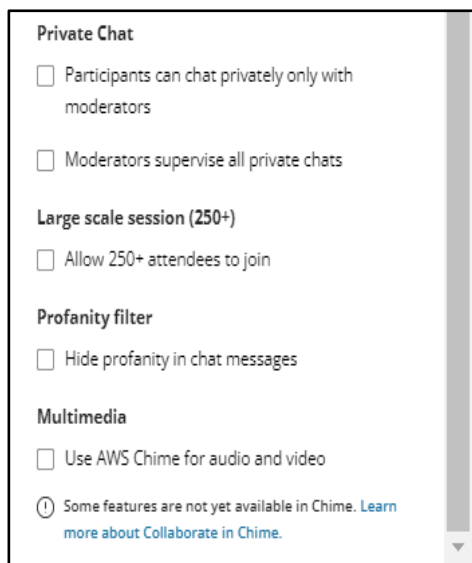 Private Chat
Participants can chat privately only with
moderators
Moderators supervise all private chats
Large scale session (250+)
Allow 250+ attendees to join
Profanity filter
Hide profanity in chat messages
Multimedia
Use AWS Chime for audio and video
Some features are not yet available in Chime. Learn
more about Collaborate in Chime.